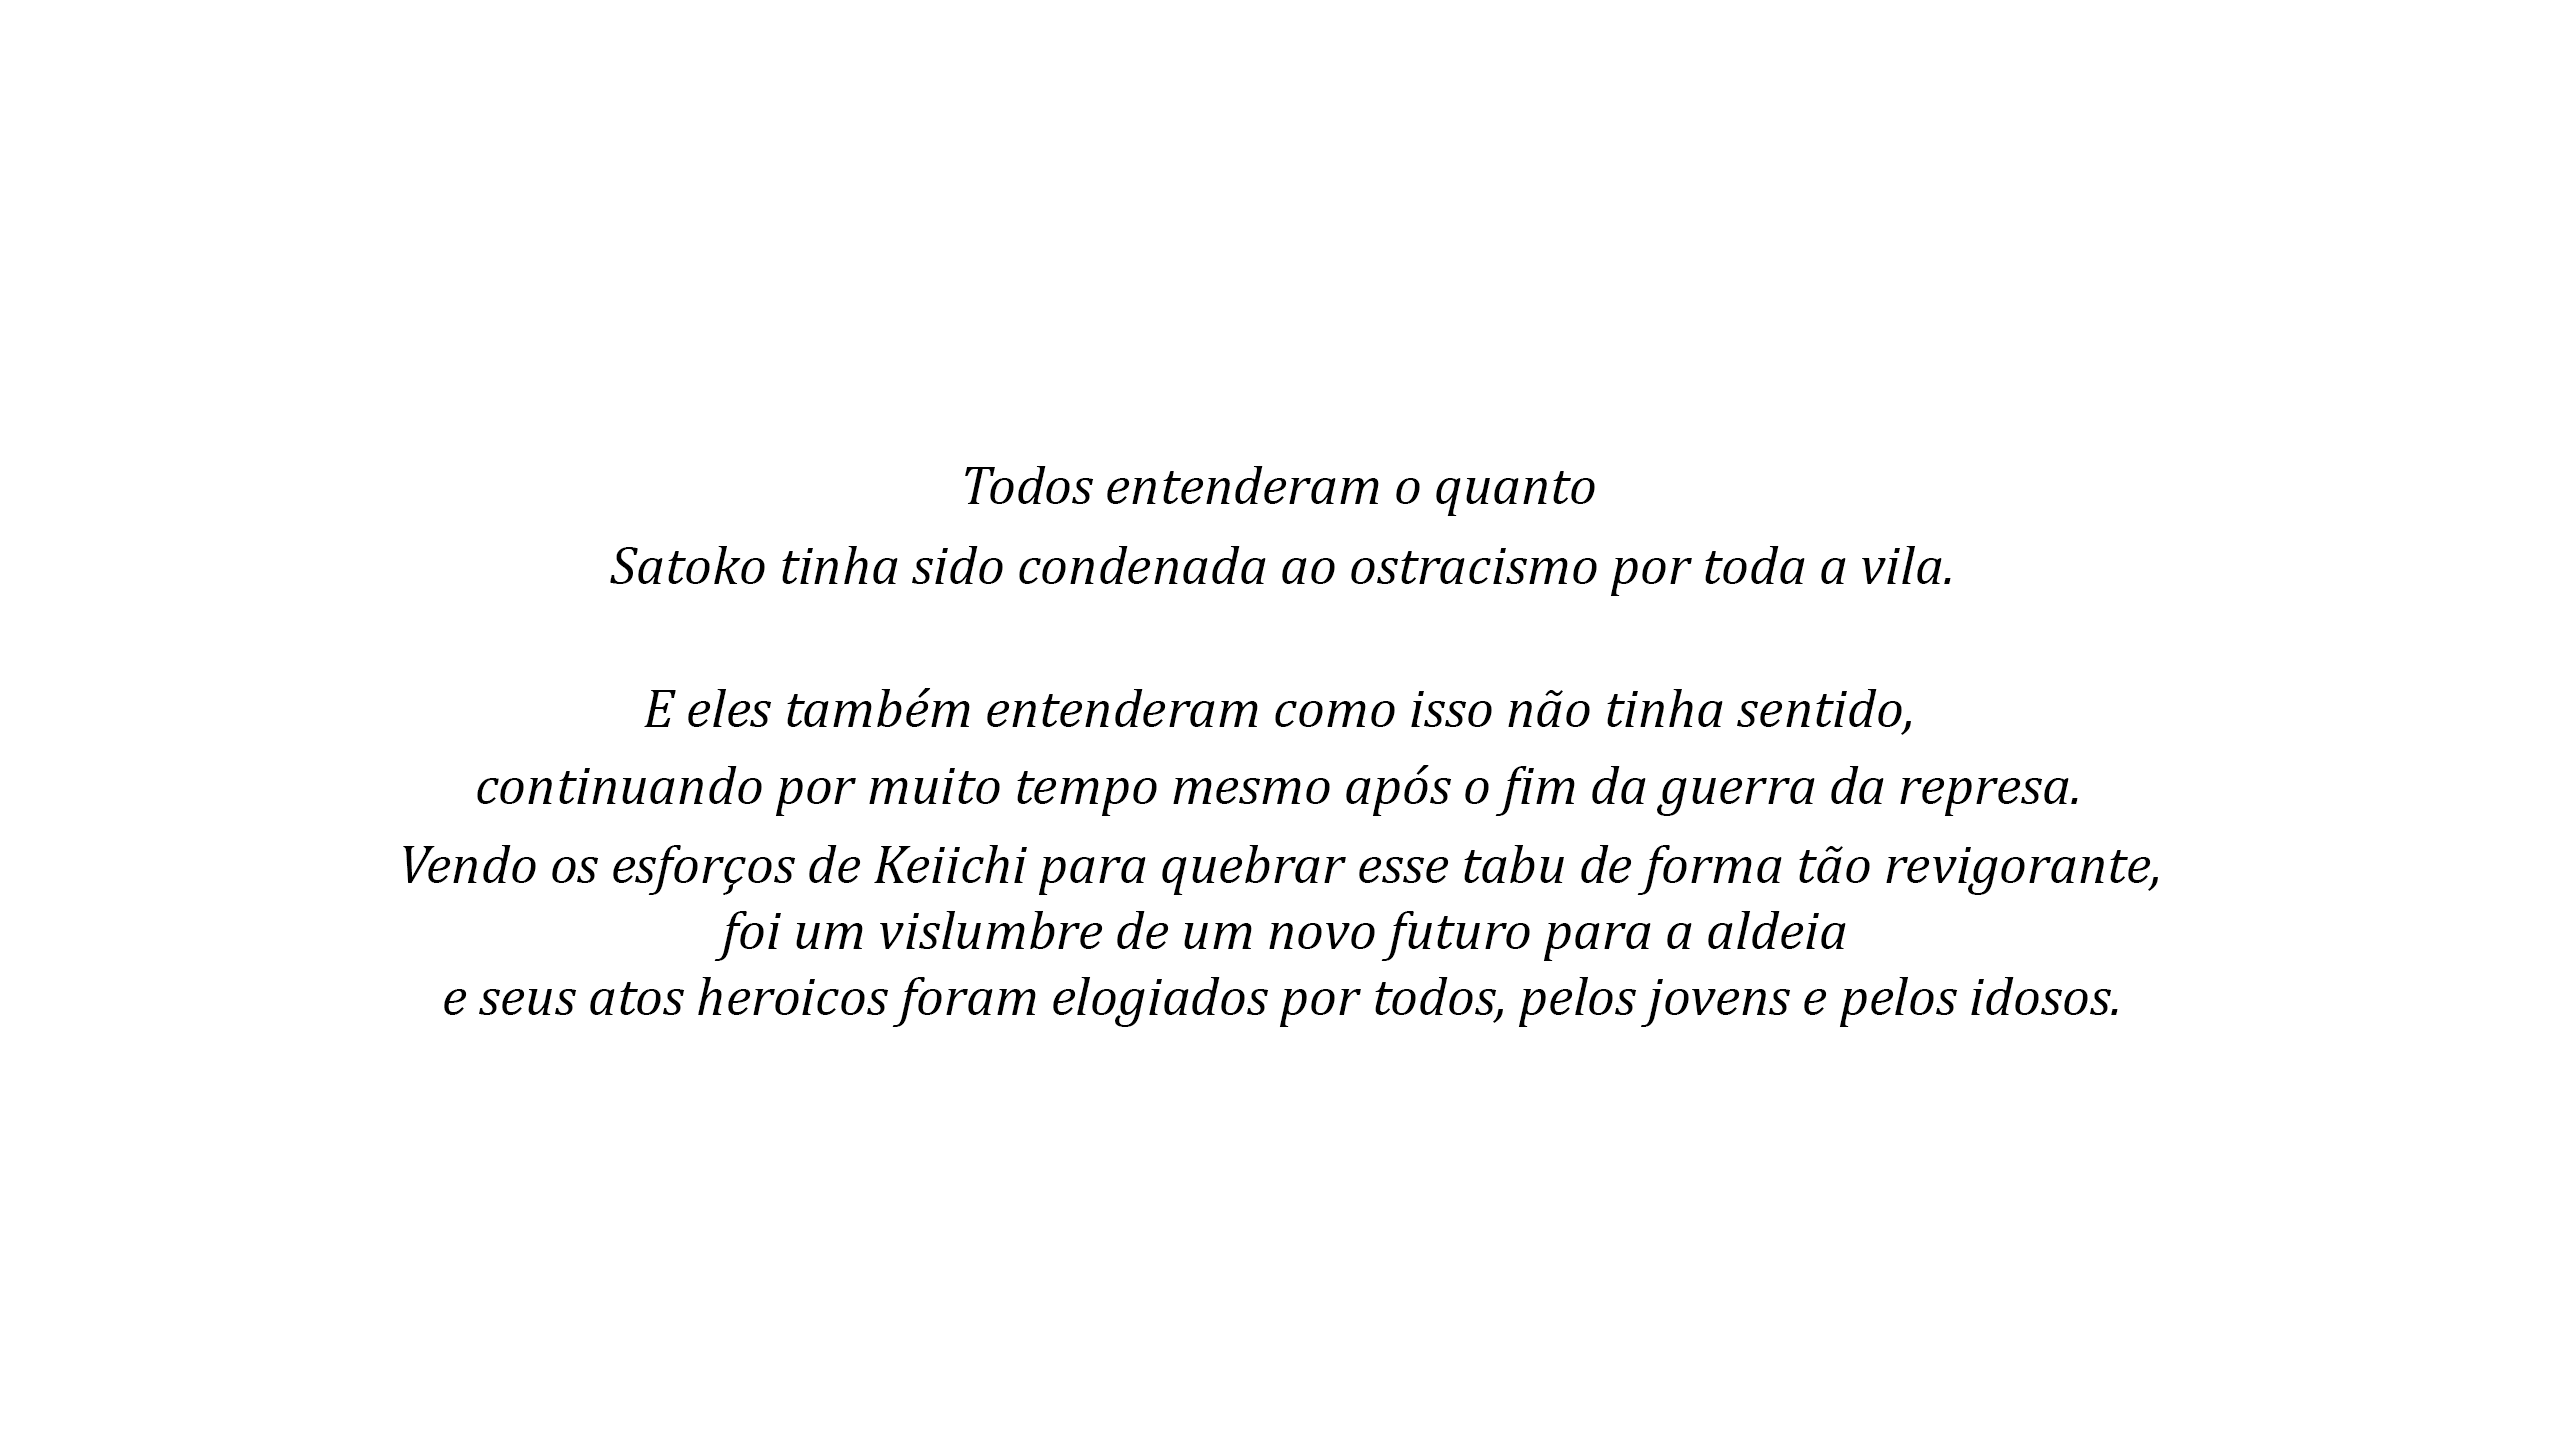 Todos entenderam o quanto
Satoko tinha sido condenada ao ostracismo por toda a vila.
E eles também entenderam como isso não tinha sentido,
continuando por muito tempo mesmo após o fim da guerra da represa.
Vendo os esforços de Keiichi para quebrar esse tabu de forma tão revigorante,
foi um vislumbre de um novo futuro para a aldeia
e seus atos heroicos foram elogiados por todos, pelos jovens e pelos idosos.